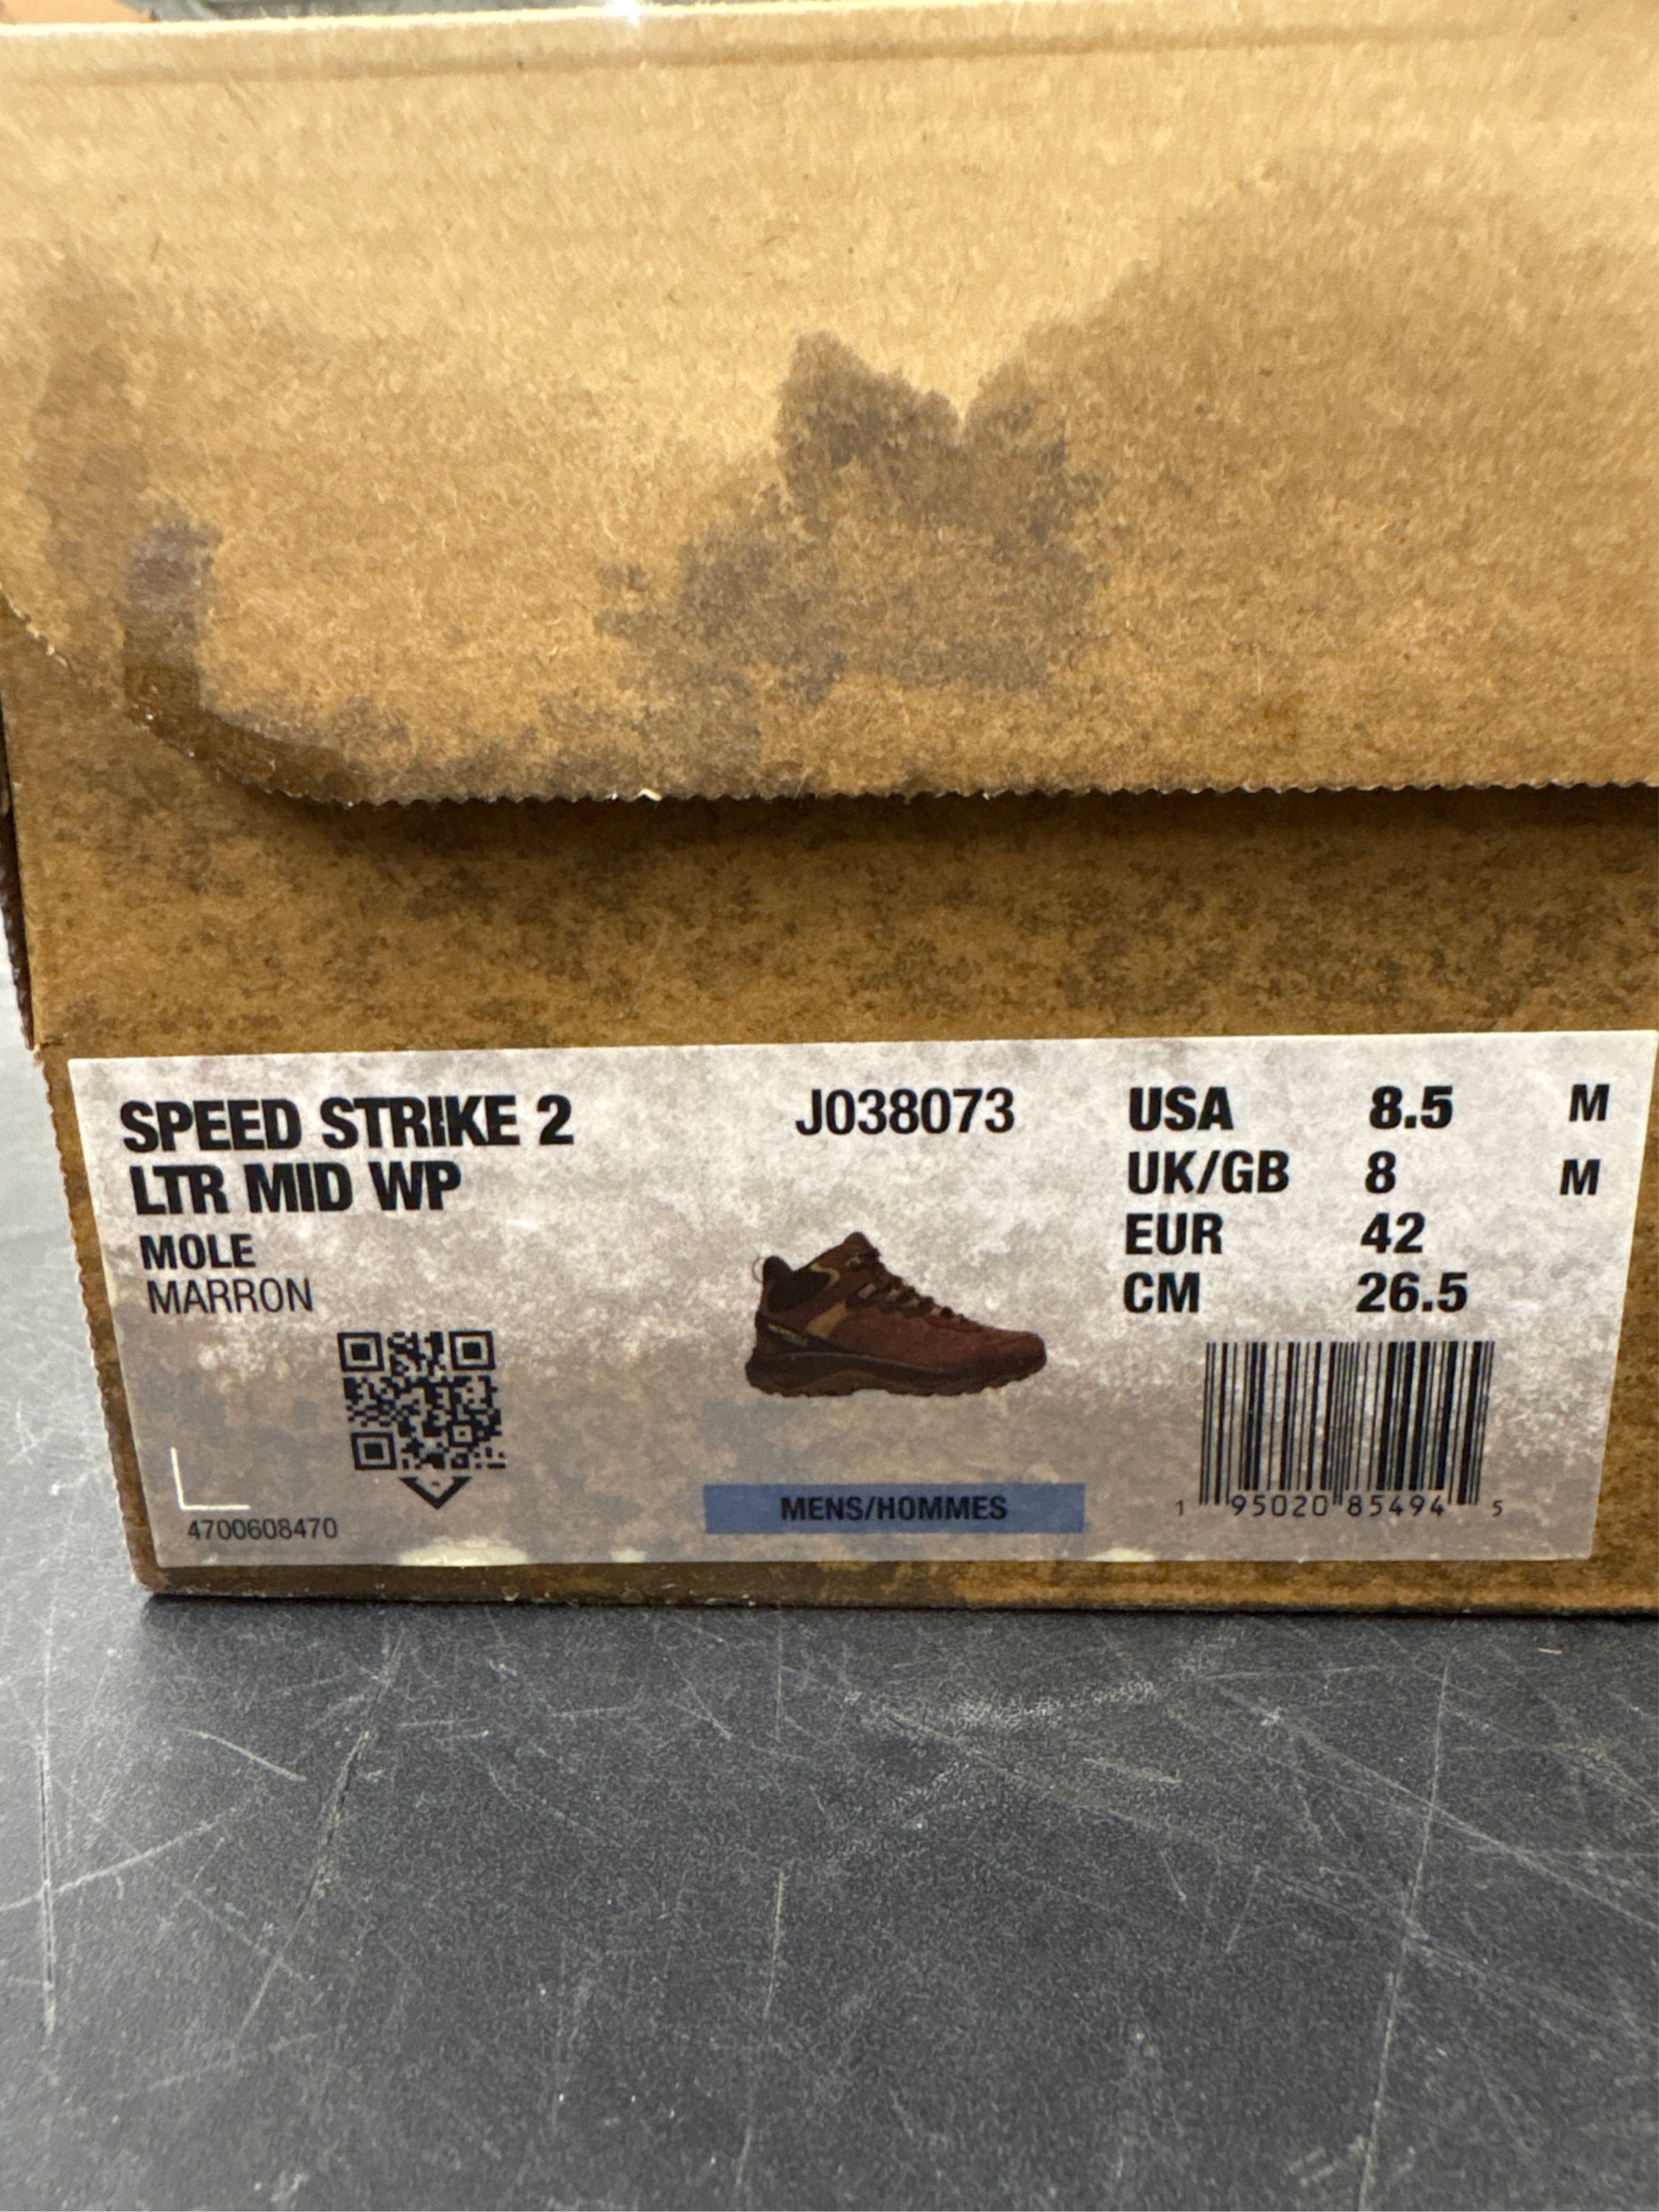 SPEED STRIKE 2
LTR MID WP
MOLE
MARRON
4700608470
J038073
MENS/HOMMES
USA 8.5 M
UK/GB 8 M
EUR 42
CM 26.5
1 95020 85494 5